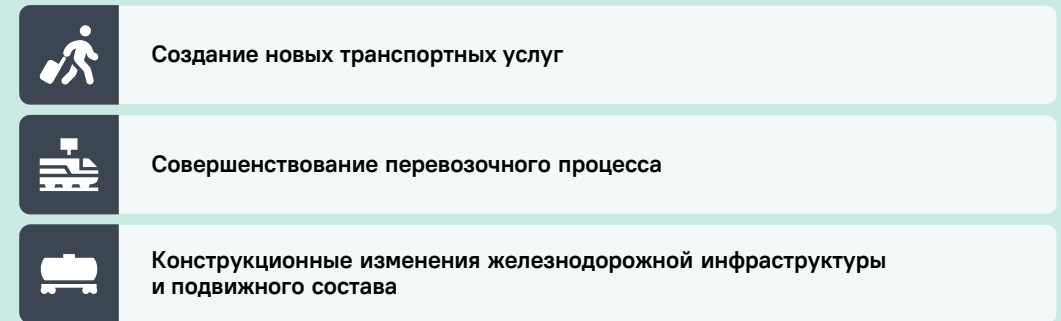 Создание новых транспортных услуг
Совершенствование перевозочного процесса
Конструкционные изменения железнодорожной инфраструктуры
и подвижного состава